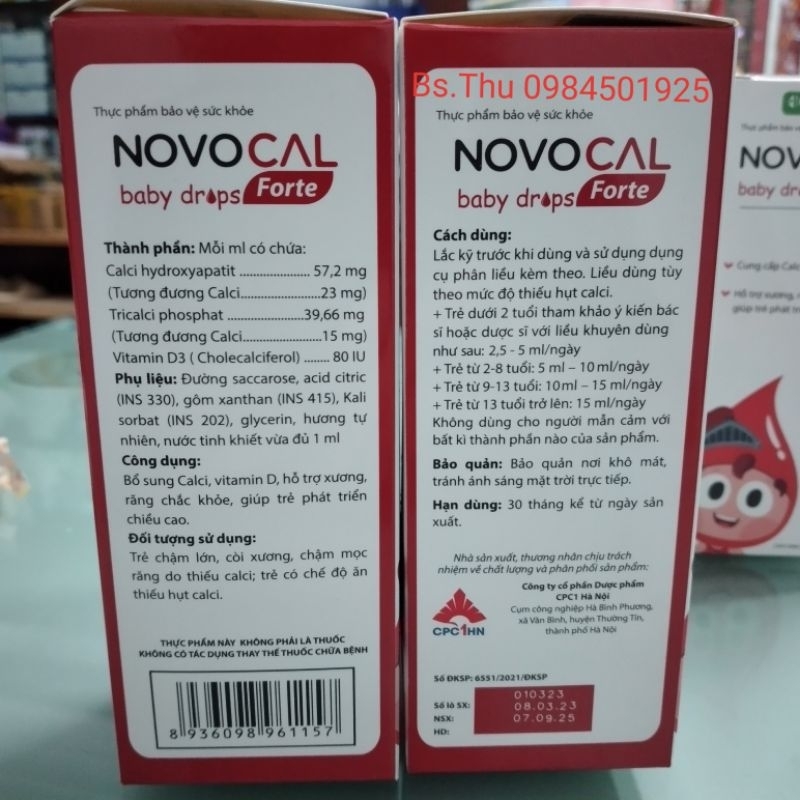 Thực phẩm bảo vệ sức khỏe
NOVOCAL
baby drops Forte
Thành phần: Mỗi ml có chứa:
Calci hydroxyapatit ...................... 57,2 mg
(Tương đương Calci...................23 mg)
Tricalci phosphat ......................39,66 mg
(Tương đương Calci...................15 mg)
Vitamin D3 ( Cholecalciferol) ........ 80 IU
Phụ liệu: Đường saccarose, acid citric
(INS 330), gôm xanthan (INS 415), Kali
sorbat (INS 202), glycerin, hương tự
nhiên, nước tinh khiết vừa đủ 1 ml
Công dụng:
Bổ sung Calci, vitamin D, hỗ trợ xương,
răng chắc khỏe, giúp trẻ phát triển
chiều cao.
Đối tượng sử dụng:
Trẻ chậm lớn, còi xương, chậm mọc
răng do thiếu calci; trẻ có chế độ ăn
thiếu hụt calci.
THỰC PHẨM NÀY KHÔNG PHẢI LÀ THUỐC
KHÔNG CÓ TÁC DỤNG THAY THẾ THUỐC CHỮA BỆNH
8 936098 961157
Bs.Thu 0984501925
Thực phẩm bảo vệ sức khỏe
NOVOCAL
baby drops Forte
Cách dùng:
Lắc kỹ trước khi dùng và sử dụng dụng
cụ phân liều kèm theo. Liều dùng tùy
theo mức độ thiếu hụt calci.
+ Trẻ dưới 2 tuổi tham khảo ý kiến bác
sĩ hoặc dược sĩ với liều khuyên dùng
như sau: 2,5 - 5 ml/ngày
+ Trẻ từ 2-8 tuổi: 5 ml – 10 ml/ngày
+ Trẻ từ 9-13 tuổi: 10ml – 15 ml/ngày
+ Trẻ từ 13 tuổi trở lên: 15 ml/ngày
Không dùng cho người mẫn cảm với
bất kì thành phần nào của sản phẩm.
Bảo quản: Bảo quản nơi khô mát,
tránh ánh sáng mặt trời trực tiếp.
Hạn dùng: 30 tháng kể từ ngày sản
xuất.
Nhà sản xuất, thương nhân chịu trách
nhiệm về chất lượng và phân phối sản phẩm:
Công ty cổ phần Dược phẩm
CPC1 Hà Nội
Cụm công nghiệp Hà Bình Phương,
xã Văn Bình, huyện Thường Tín,
thành phố Hà Nội
CPC1HN
Số ĐKSP: 6551/2021/ĐKSP
Số lô SX: 010323
NSX: 08.03.23
HD: 07.09.25
NOV
baby d
Cung cấp Calc
Hỗ trợ xương,
giúp trẻ phát tr